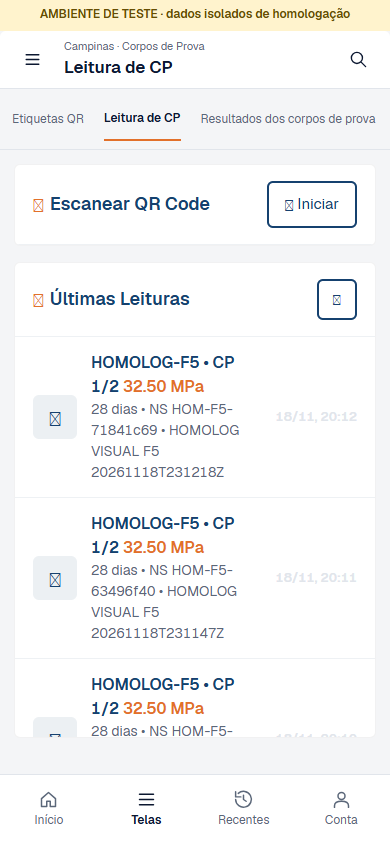 AMBIENTE DE TESTE · dados isolados de homologação
Campinas · Corpos de Prova
Leitura de CP
Etiquetas QR
Leitura de CP
Resultados dos corpos de prova
Escanear QR Code
Iniciar
Últimas Leituras
HOMOLOG-F5 • CP
1/2 32.50 MPa
28 dias • NS HOM-F5-
71841c69 • HOMOLOG
VISUAL F5
20261118T231218Z
18/11, 20:12
HOMOLOG-F5 • CP
1/2 32.50 MPa
28 dias • NS HOM-F5-
63496f40 • HOMOLOG
VISUAL F5
20261118T231147Z
18/11, 20:11
HOMOLOG-F5 • CP
1/2 32.50 MPa
28 dias • NS HOM-F5-
Início
Telas
Recentes
Conta